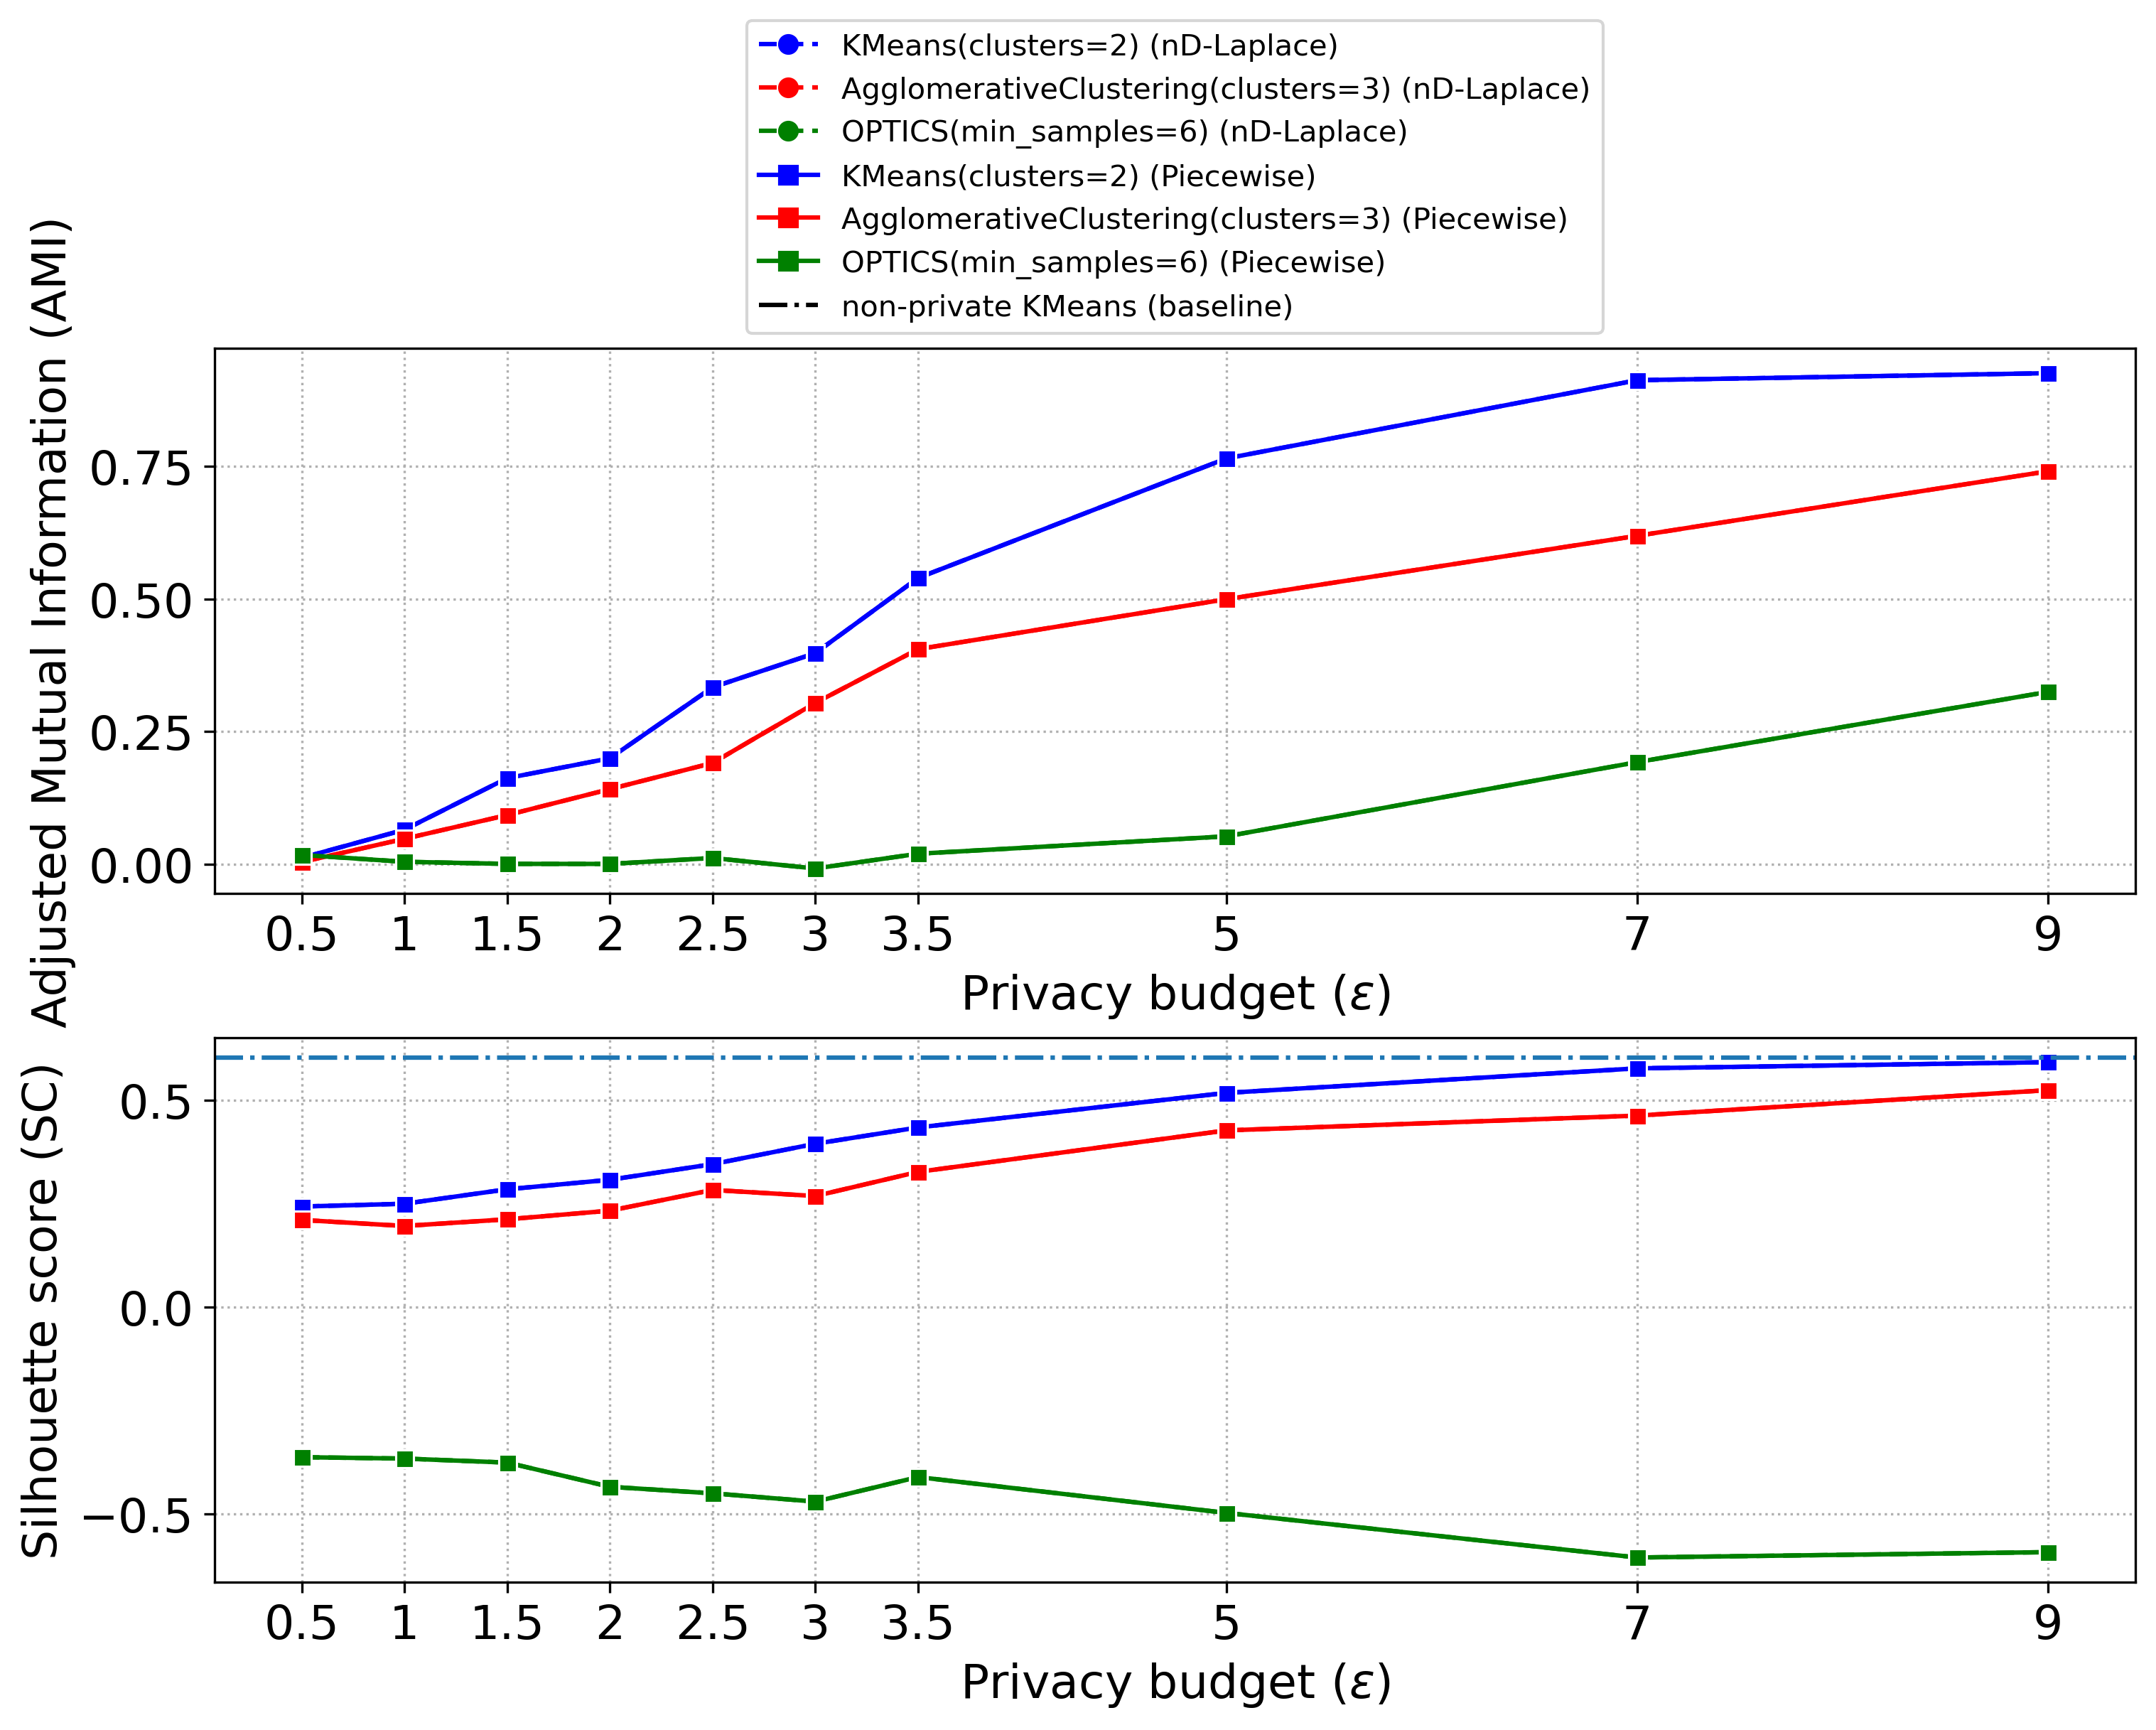 KMeans(clusters=2) (nD-Laplace)
AgglomerativeClustering(clusters=3) (nD-Laplace)
OPTICS(min_samples=6) (nD-Laplace)
KMeans(clusters=2) (Piecewise)
AgglomerativeClustering(clusters=3) (Piecewise)
OPTICS(min_samples=6) (Piecewise)
non-private KMeans (baseline)
Adjusted Mutual Information (AMI)
0.75
0.50
0.25
0.00
0.5 1 1.5 2 2.5 3 3.5 5 7 9
Privacy budget (ε)
Silhouette score (SC)
0.5
0.0
−0.5
0.5 1 1.5 2 2.5 3 3.5 5 7 9
Privacy budget (ε)